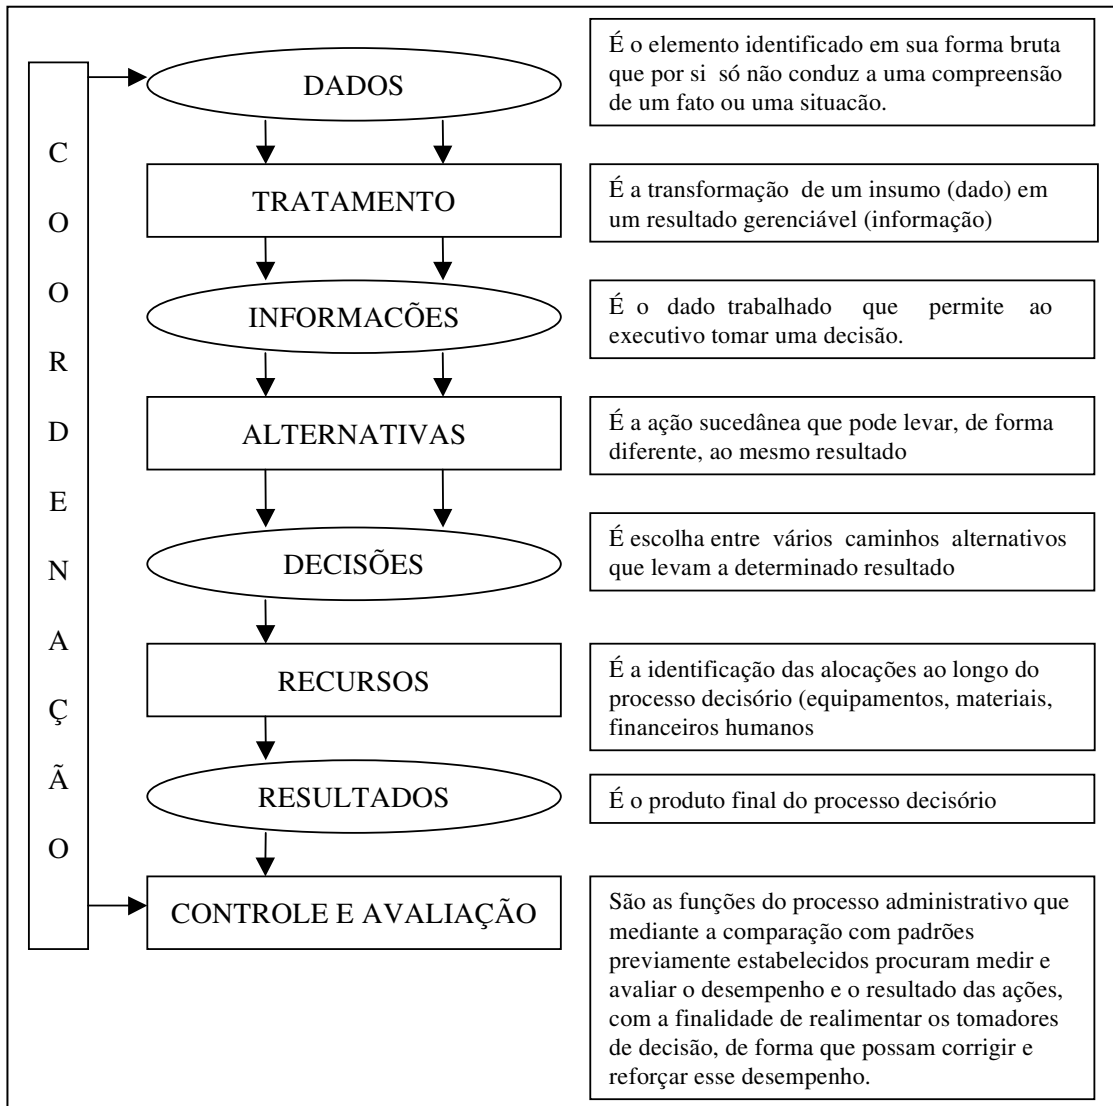 COORDENAÇÃO
DADOS
É o elemento identificado em sua forma bruta
que por si só não conduz a uma compreensão
de um fato ou uma situacão.
TRATAMENTO
É a transformação de um insumo (dado) em
um resultado gerenciável (informação)
INFORMACÕES
É o dado trabalhado que permite ao
executivo tomar uma decisão.
ALTERNATIVAS
É a ação sucedânea que pode levar, de forma
diferente, ao mesmo resultado
DECISÕES
É escolha entre vários caminhos alternativos
que levam a determinado resultado
RECURSOS
É a identificação das alocações ao longo do
processo decisório (equipamentos, materiais,
financeiros humanos
RESULTADOS
É o produto final do processo decisório
CONTROLE E AVALIAÇÃO
São as funções do processo administrativo que
mediante a comparação com padrões
previamente estabelecidos procuram medir e
avaliar o desempenho e o resultado das ações,
com a finalidade de realimentar os tomadores
de decisão, de forma que possam corrigir e
reforçar esse desempenho.